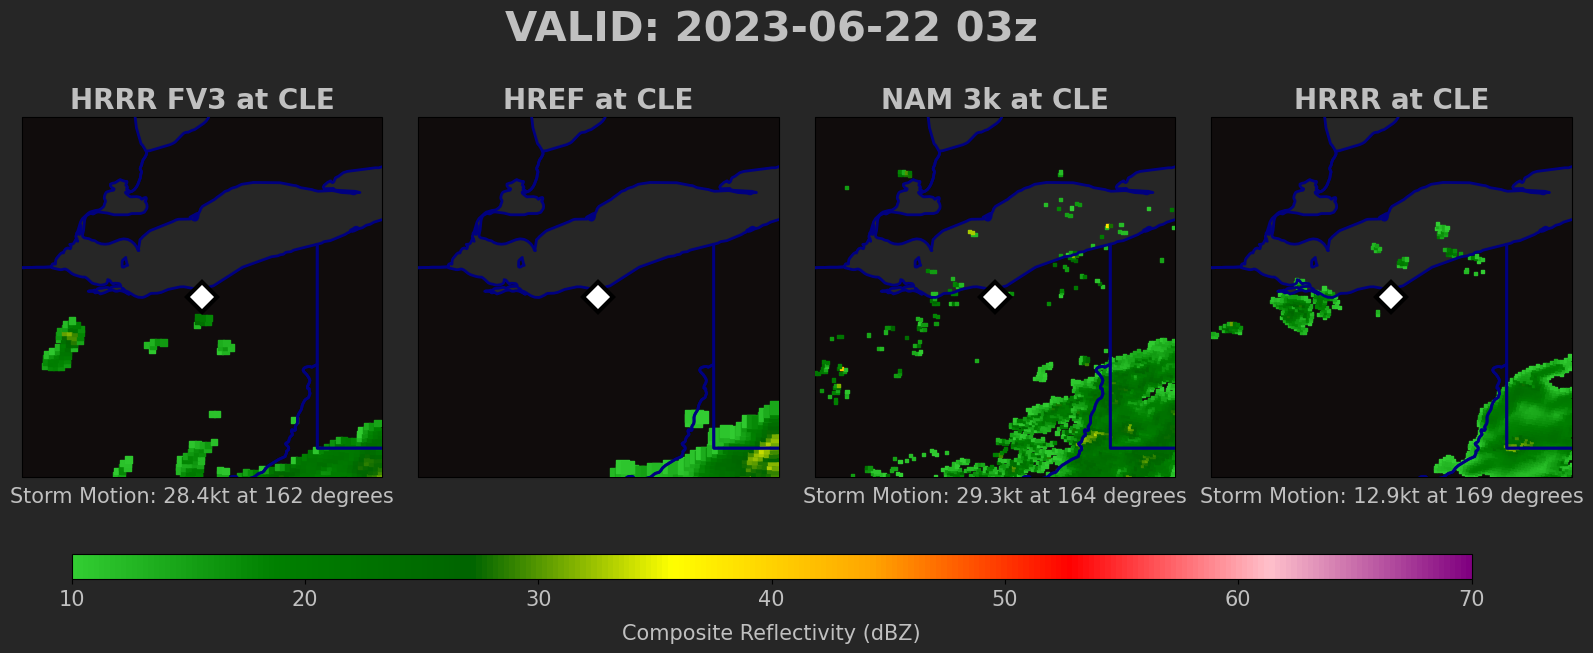 VALID: 2023-06-22 03z
HRRR FV3 at CLE
HREF at CLE
NAM 3k at CLE
HRRR at CLE
Storm Motion: 28.4kt at 162 degrees
Storm Motion: 29.3kt at 164 degrees
Storm Motion: 12.9kt at 169 degrees
10 20 30 40 50 60 70
Composite Reflectivity (dBZ)